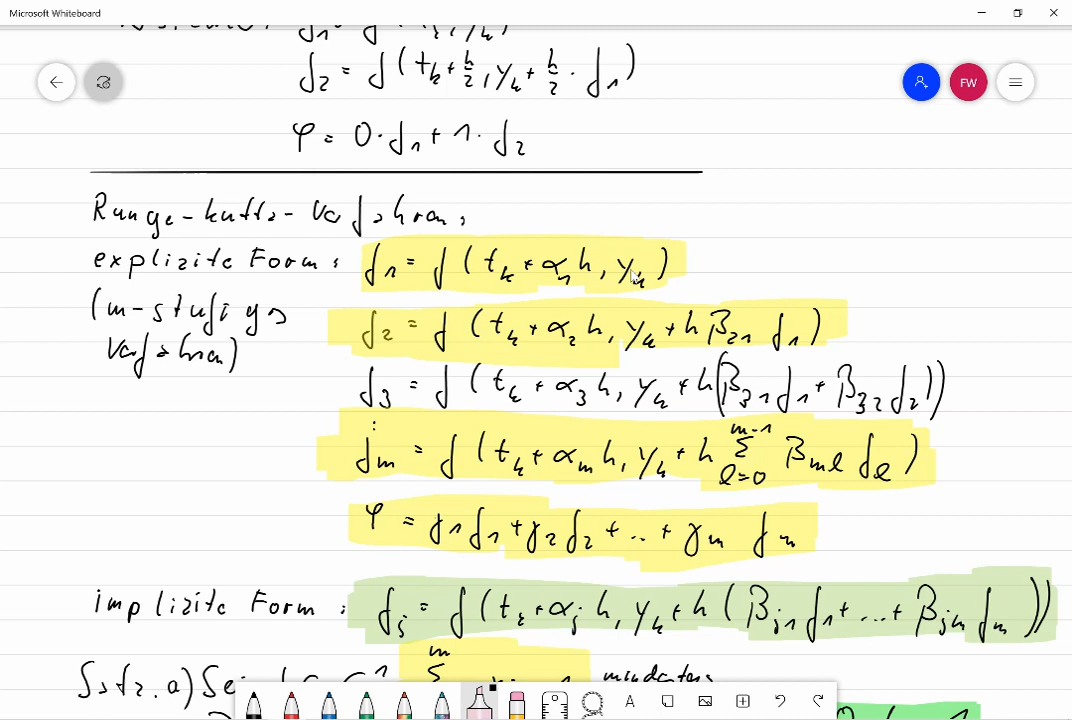 Microsoft Whiteboard
f₂ = f(t_k + h/2, y_k + h/2 · f₁)
FW
φ = 0·f₁ + 1·f₂
Runge-Kutta-Verfahren:
explizite Form: f₁ = f(t_k + α₁h, y_k)
(m-stufiges f₂ = f(t_k + α₂h, y_k + hβ₂₁ f₁)
Verfahren) f₃ = f(t_k + α₃h, y_k + h(β₃₁f₁ + β₃₂f₂))
⋮
f_m = f(t_k + α_m h, y_k + h Σ_{l=0}^{m-1} β_{ml} f_l)
φ = γ₁f₁ + γ₂f₂ + ... + γ_m f_m
implizite Form: f_j = f(t_k + α_j h, y_k + h(β_{j1}f₁ + ... + β_{jm}f_m))
Satz. a) Sei mindestens
A